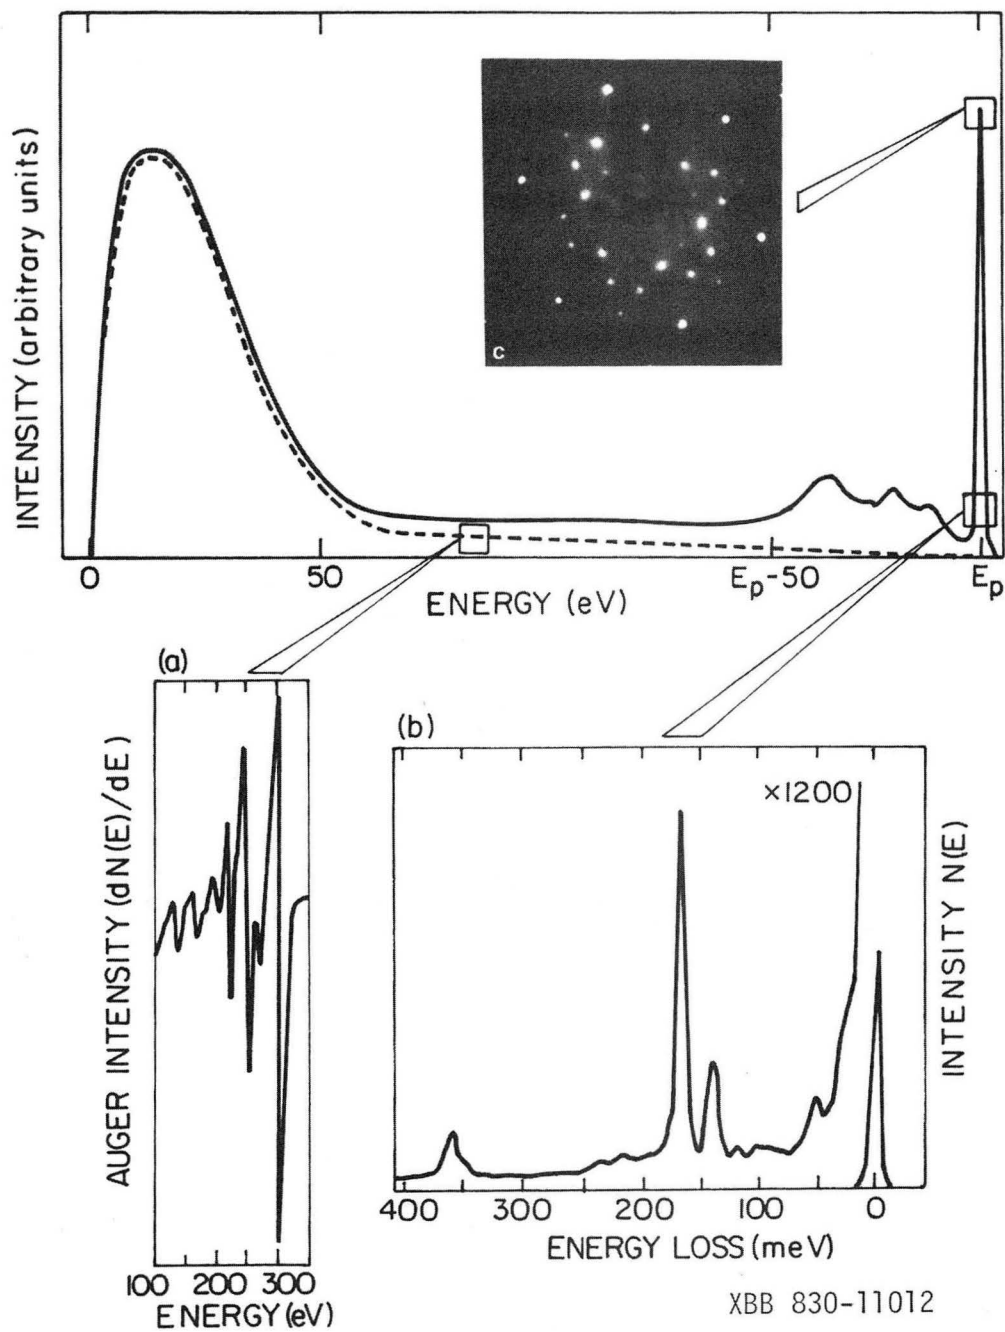 INTENSITY (arbitrary units)
c
0
50
Ep-50
Ep
ENERGY (eV)
(a)
AUGER INTENSITY (dN(E)/dE)
100 200 300
ENERGY (eV)
(b)
×1200
INTENSITY N(E)
400 300 200 100 0
ENERGY LOSS (meV)
XBB 830-11012